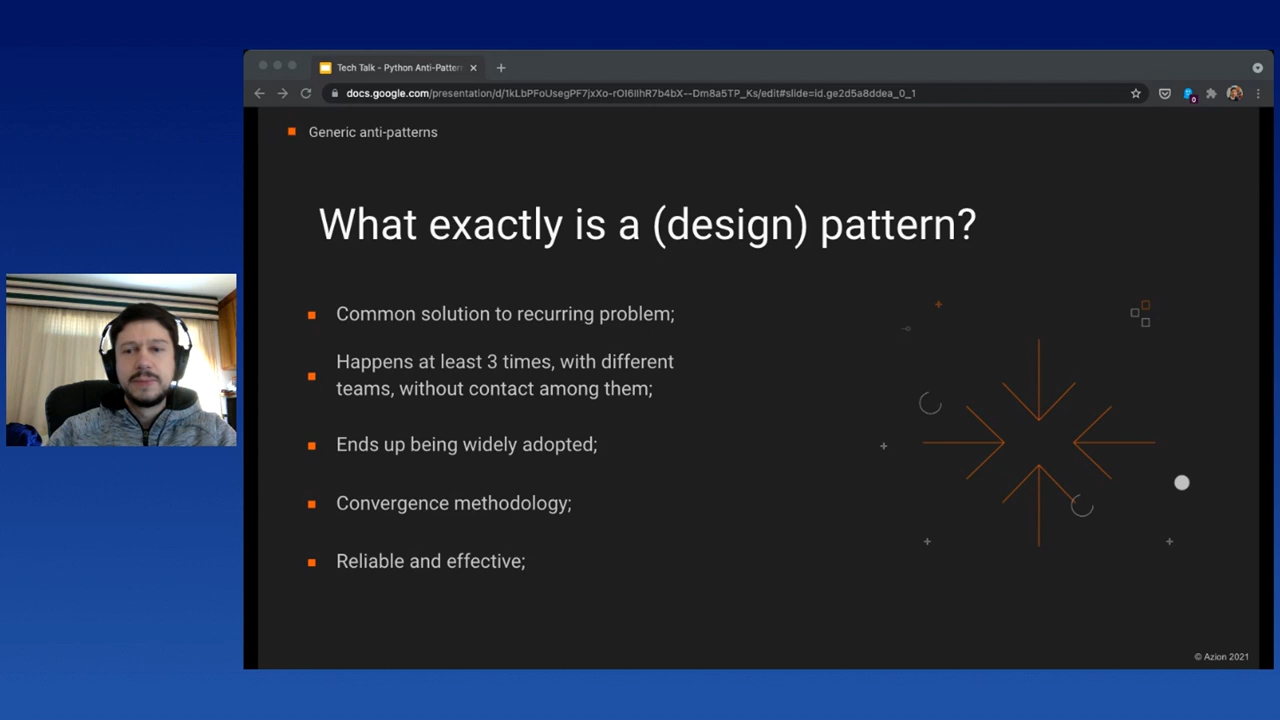 Tech Talk - Python Anti-Pattern
docs.google.com/presentation/d/1kLbPFoUsegPF7jxXo-rOI6IIhR7b4bX--Dm8a5TP_Ks/edit#slide=id.ge2d5a8ddea_0_1
0
Generic anti-patterns
What exactly is a (design) pattern?
Common solution to recurring problem;
Happens at least 3 times, with different
teams, without contact among them;
Ends up being widely adopted;
Convergence methodology;
Reliable and effective;
© Azion 2021